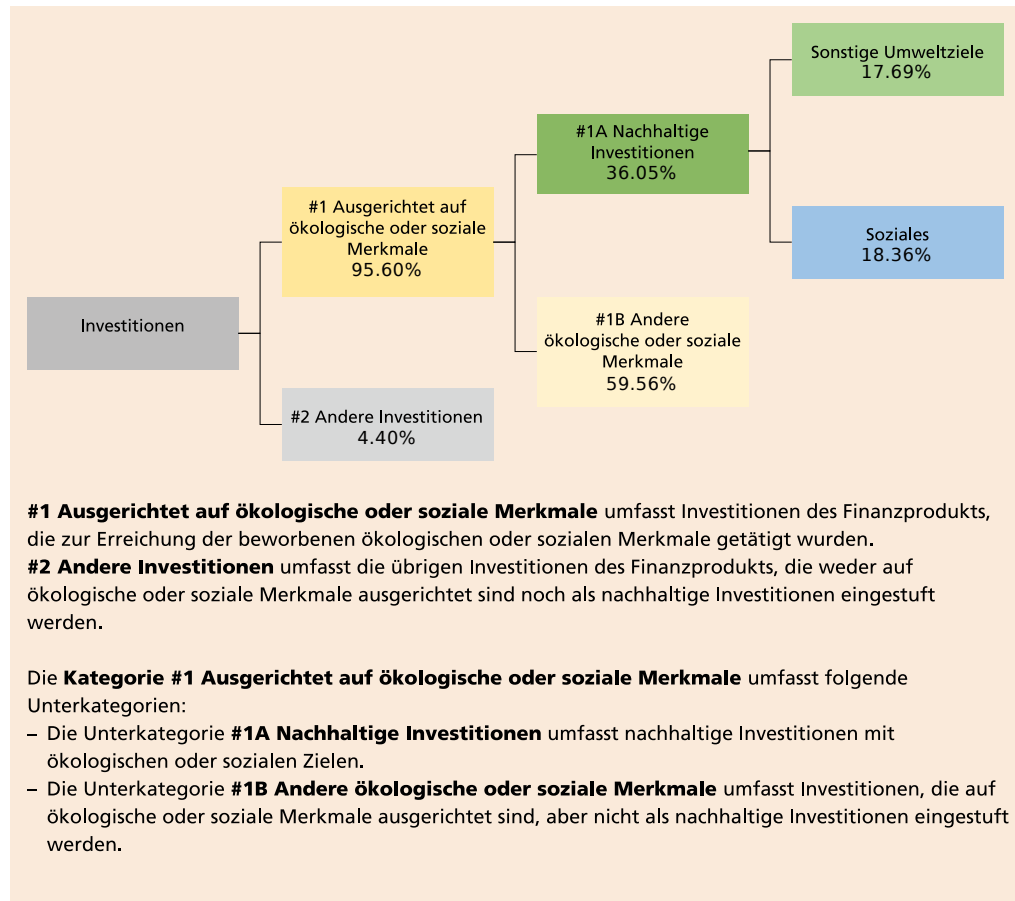 Sonstige Umweltziele
17.69%
#1A Nachhaltige
Investitionen
36.05%
#1 Ausgerichtet auf
ökologische oder soziale
Merkmale
95.60%
Soziales
18.36%
Investitionen
#1B Andere
ökologische oder soziale
Merkmale
59.56%
#2 Andere Investitionen
4.40%
#1 Ausgerichtet auf ökologische oder soziale Merkmale umfasst Investitionen des Finanzprodukts,
die zur Erreichung der beworbenen ökologischen oder sozialen Merkmale getätigt wurden.
#2 Andere Investitionen umfasst die übrigen Investitionen des Finanzprodukts, die weder auf
ökologische oder soziale Merkmale ausgerichtet sind noch als nachhaltige Investitionen eingestuft
werden.
Die Kategorie #1 Ausgerichtet auf ökologische oder soziale Merkmale umfasst folgende
Unterkategorien:
– Die Unterkategorie #1A Nachhaltige Investitionen umfasst nachhaltige Investitionen mit
ökologischen oder sozialen Zielen.
– Die Unterkategorie #1B Andere ökologische oder soziale Merkmale umfasst Investitionen, die auf
ökologische oder soziale Merkmale ausgerichtet sind, aber nicht als nachhaltige Investitionen eingestuft
werden.